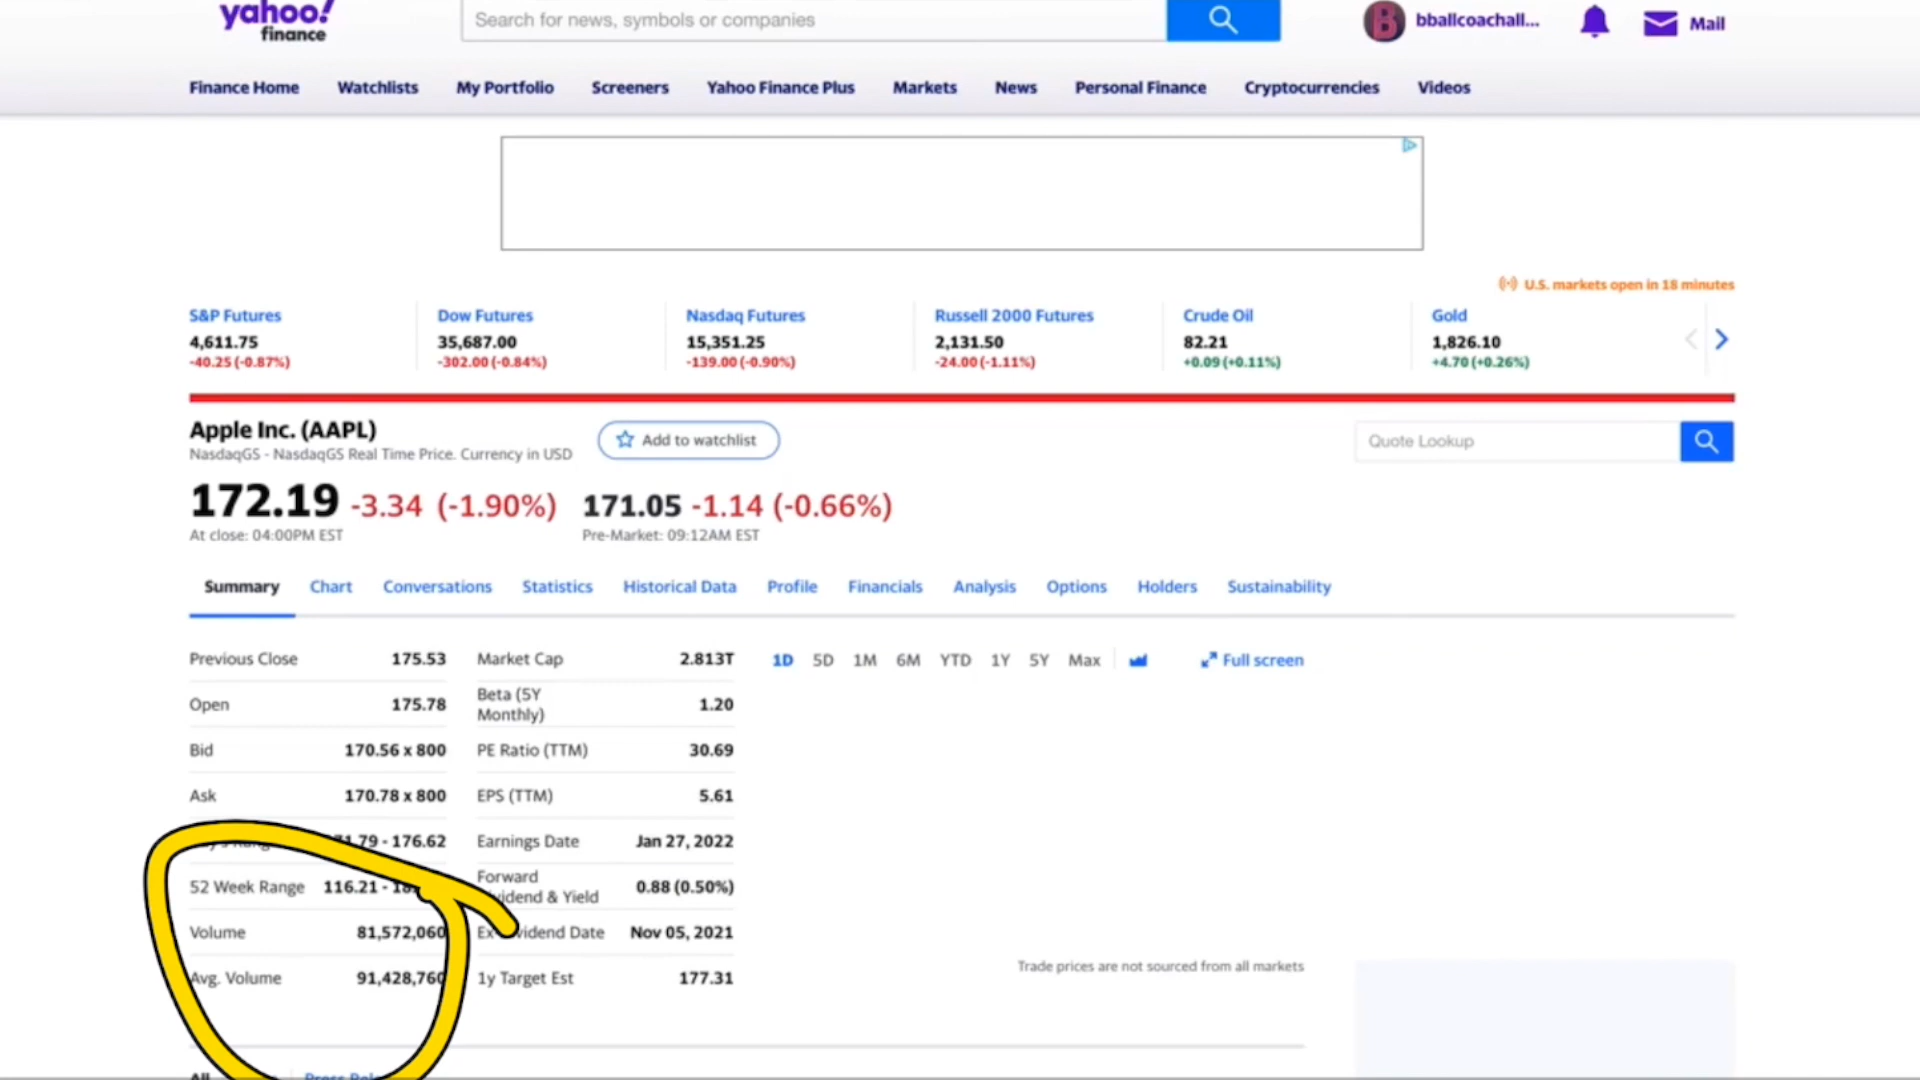 yahoo!
finance
Search for news, symbols or companies
bballcoachall...
Mail
Finance Home Watchlists My Portfolio Screeners Yahoo Finance Plus Markets News Personal Finance Cryptocurrencies Videos
U.S. markets open in 18 minutes
S&P Futures Dow Futures Nasdaq Futures Russell 2000 Futures Crude Oil Gold
4,611.75 35,687.00 15,351.25 2,131.50 82.21 1,826.10
-40.25 (-0.87%) -302.00 (-0.84%) -139.00 (-0.90%) -24.00 (-1.11%) +0.09 (+0.11%) +4.70 (+0.26%)
Apple Inc. (AAPL)
NasdaqGS - NasdaqGS Real Time Price. Currency in USD
Add to watchlist
Quote Lookup
172.19 -3.34 (-1.90%) 171.05 -1.14 (-0.66%)
At close: 04:00PM EST Pre-Market: 09:12AM EST
Summary Chart Conversations Statistics Historical Data Profile Financials Analysis Options Holders Sustainability
Previous Close 175.53 Market Cap 2.813T
1D 5D 1M 6M YTD 1Y 5Y Max Full screen
Open 175.78 Beta (5Y
Monthly) 1.20
Bid 170.56 x 800 PE Ratio (TTM) 30.69
Ask 170.78 x 800 EPS (TTM) 5.61
- 176.62 Earnings Date Jan 27, 2022
52 Week Range 116.21 - Forward
& Yield 0.88 (0.50%)
Volume 81,572,060 Date Nov 05, 2021
Avg. Volume 91,428,760 1y Target Est 177.31
Trade prices are not sourced from all markets
All